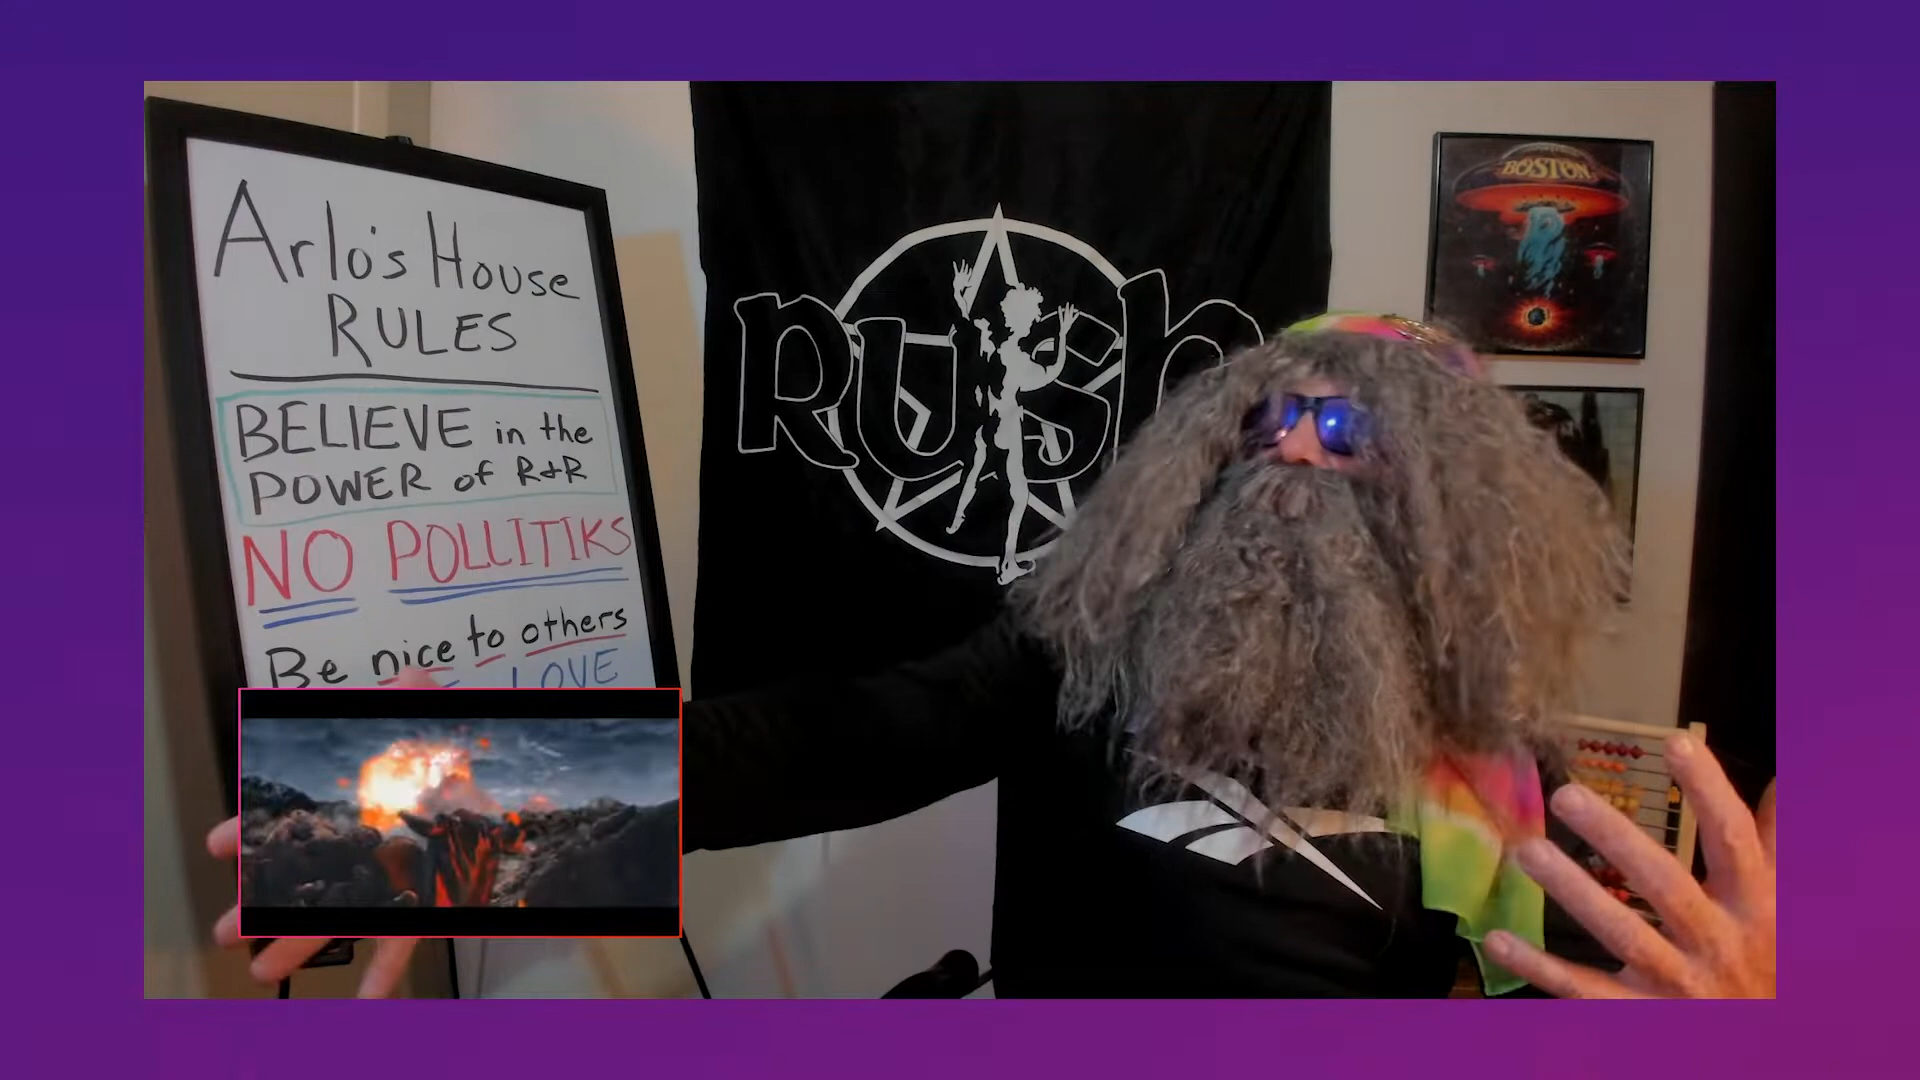 Arlo's House
RULES
BELIEVE in the
POWER of R+R
NO POLLITIKS
Be nice to others
LOVE
RUSh
BOSTON